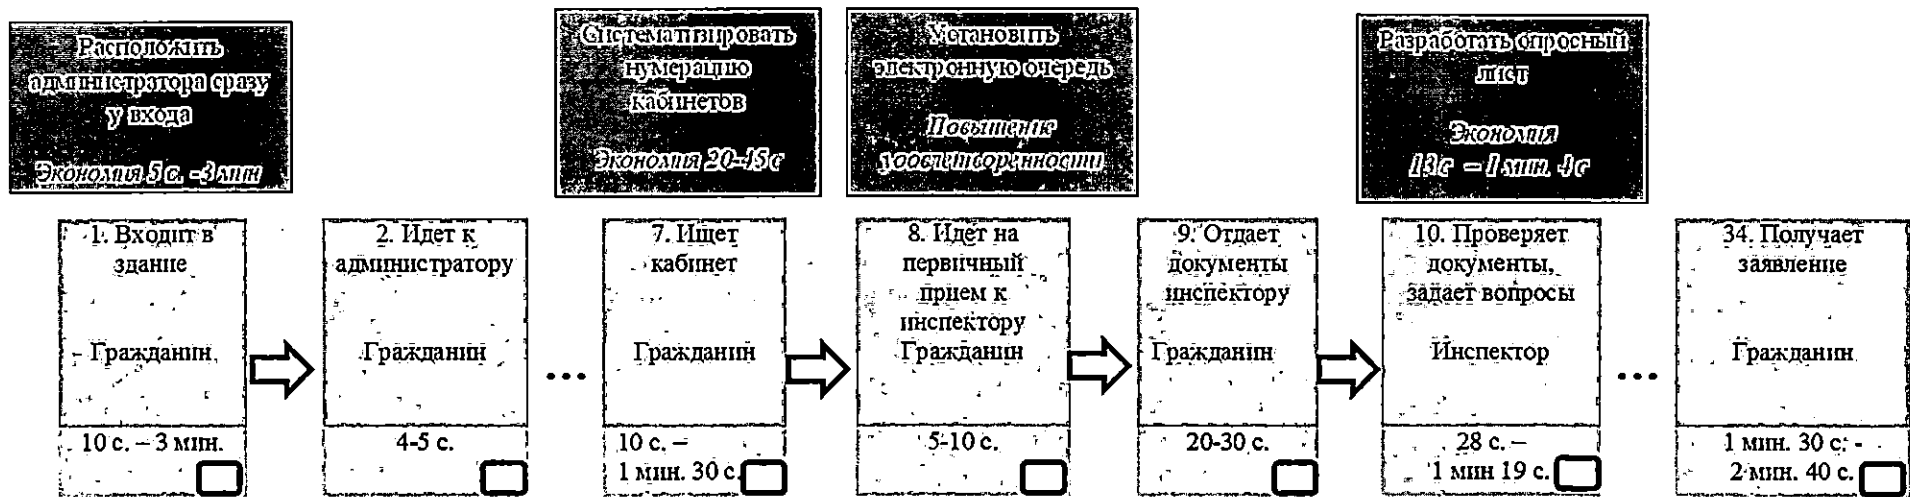 Расположить
администратора сразу
у входа
Экономия 5 с. -3 мин
Систематизировать
нумерацию
кабинетов
Экономия 20-45 с
Установить
электронную очередь
Повышение
удовлетворенности
Разработать опросный
лист
Экономия
13 с – 1 мин. 4 с
1. Входит в
здание
Гражданин
10 с. – 3 мин.
2. Идет к
администратору
Гражданин
4-5 с.
...
7. Ищет
кабинет
Гражданин
10 с. –
1 мин. 30 с.
8. Идет на
первичный
прием к
инспектору
Гражданин
5-10 с.
9. Отдает
документы
инспектору
Гражданин
20-30 с.
10. Проверяет
документы,
задает вопросы
Инспектор
28 с. –
1 мин 19 с.
...
34. Получает
заявление
Гражданин
1 мин. 30 с. -
2 мин. 40 с.